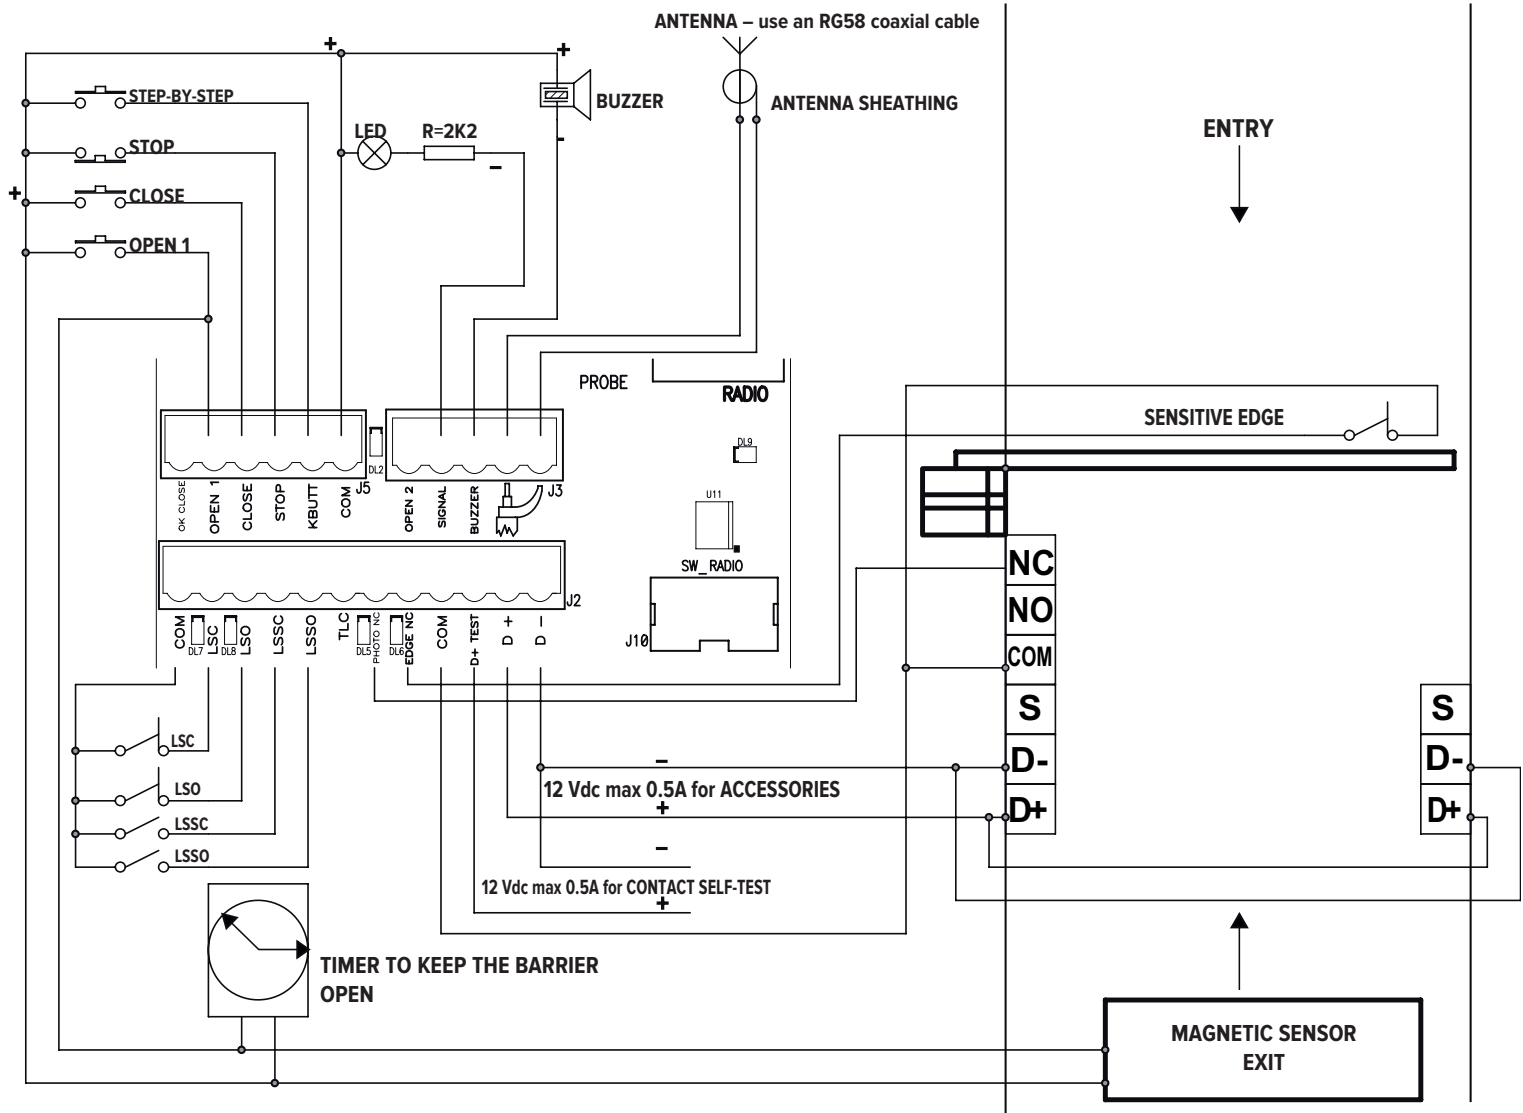 ANTENNA – use an RG58 coaxial cable
+
+
STEP-BY-STEP
BUZZER
ANTENNA SHEATHING
ENTRY
LED
R=2K2
-
STOP
–
+
CLOSE
OPEN 1
PROBE
RADIO
SENSITIVE EDGE
DL9
DL2
J5
J3
OK CLOSE
OPEN 1
CLOSE
STOP
KBUTT
COM
OPEN 2
SIGNAL
BUZZER
U11
SW_RADIO
NC
NO
COM
S
D-
D+
J2
J10
COM
DL7
LSC
DL8
LSO
LSSC
LSSO
TLC
DL5
PHOTO NC
DL6
EDGE NC
COM
D+ TEST
D +
D -
S
D-
D+
LSC
LSO
LSSC
LSSO
–
12 Vdc max 0.5A for ACCESSORIES
+
–
12 Vdc max 0.5A for CONTACT SELF-TEST
+
TIMER TO KEEP THE BARRIER
OPEN
MAGNETIC SENSOR
EXIT